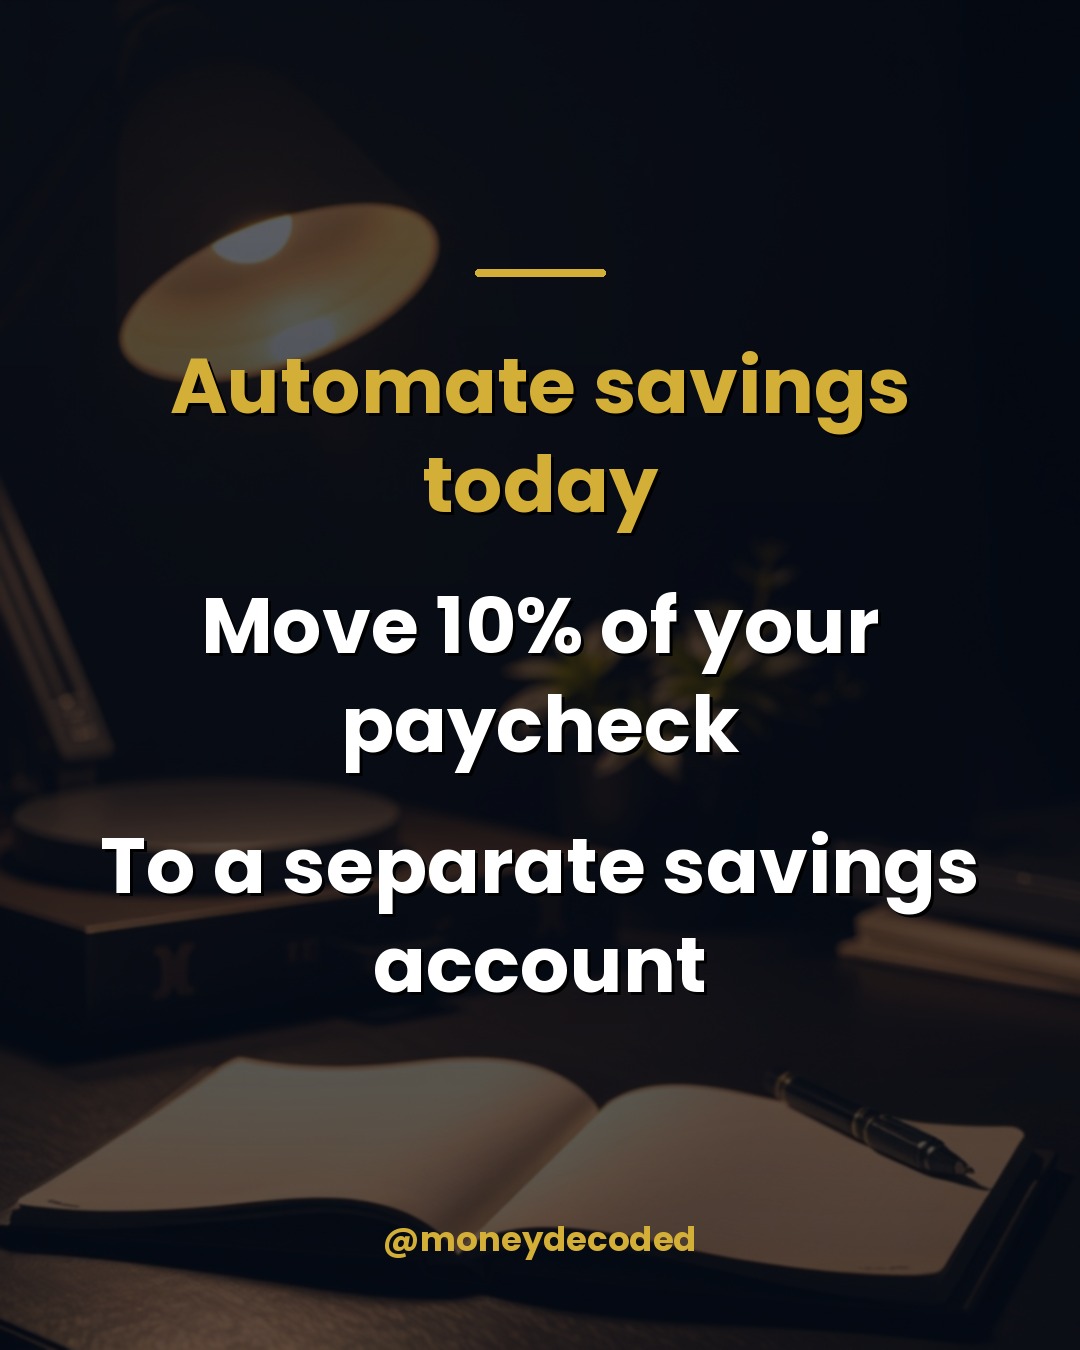 Automate savings
today
Move 10% of your
paycheck
To a separate savings
account
@moneydecoded